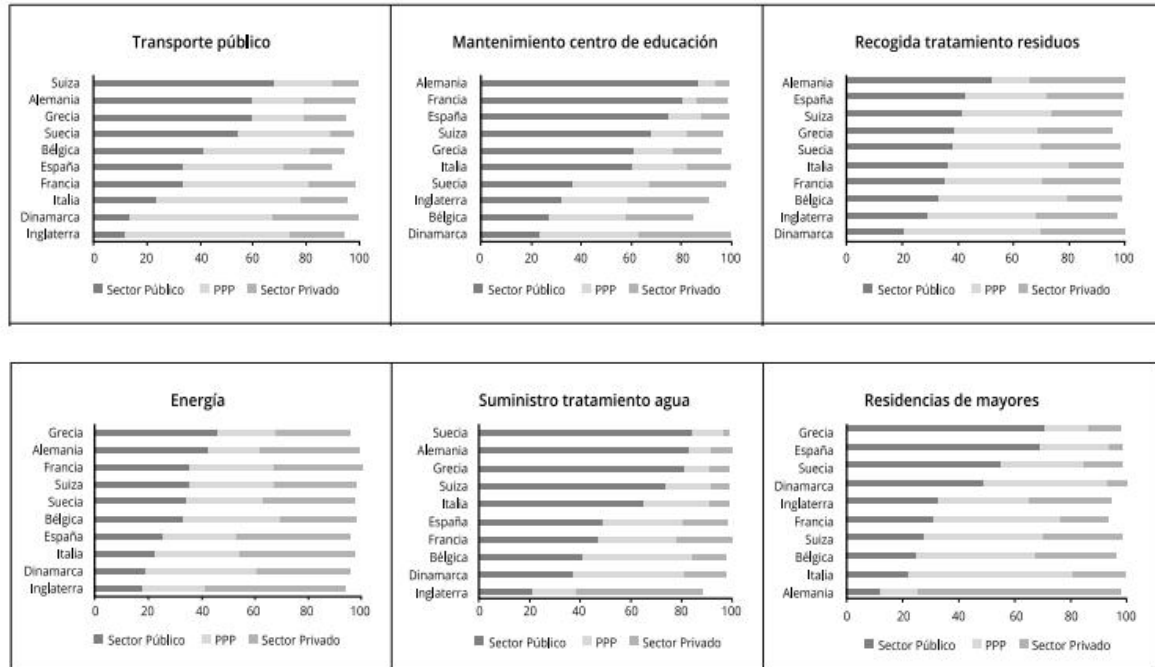 Transporte público
Suiza
Alemania
Grecia
Suecia
Bélgica
España
Francia
Italia
Dinamarca
Inglaterra
0 20 40 60 80 100
Sector Público PPP Sector Privado
Mantenimiento centro de educación
Alemania
Francia
España
Suiza
Grecia
Italia
Suecia
Inglaterra
Bélgica
Dinamarca
0 20 40 60 80 100
Sector Público PPP Sector Privado
Recogida tratamiento residuos
Alemania
España
Suiza
Grecia
Suecia
Italia
Francia
Bélgica
Inglaterra
Dinamarca
0 20 40 60 80 100
Sector Público PPP Sector Privado
Energía
Grecia
Alemania
Francia
Suiza
Suecia
Bélgica
España
Italia
Dinamarca
Inglaterra
0 20 40 60 80 100
Sector Público PPP Sector Privado
Suministro tratamiento agua
Suecia
Alemania
Grecia
Suiza
Italia
España
Francia
Bélgica
Dinamarca
Inglaterra
0 20 40 60 80 100
Sector Público PPP Sector Privado
Residencias de mayores
Grecia
España
Suecia
Dinamarca
Inglaterra
Francia
Suiza
Bélgica
Italia
Alemania
0 20 40 60 80 100
Sector Público PPP Sector Privado